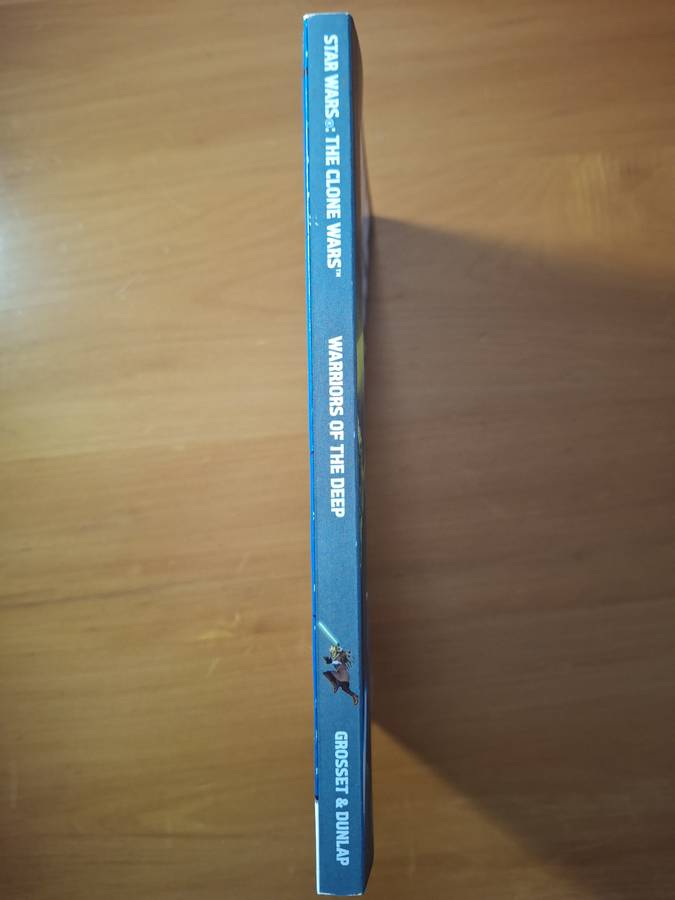 STAR WARS®: THE CLONE WARS™
WARRIORS OF THE DEEP
GROSSET & DUNLAP